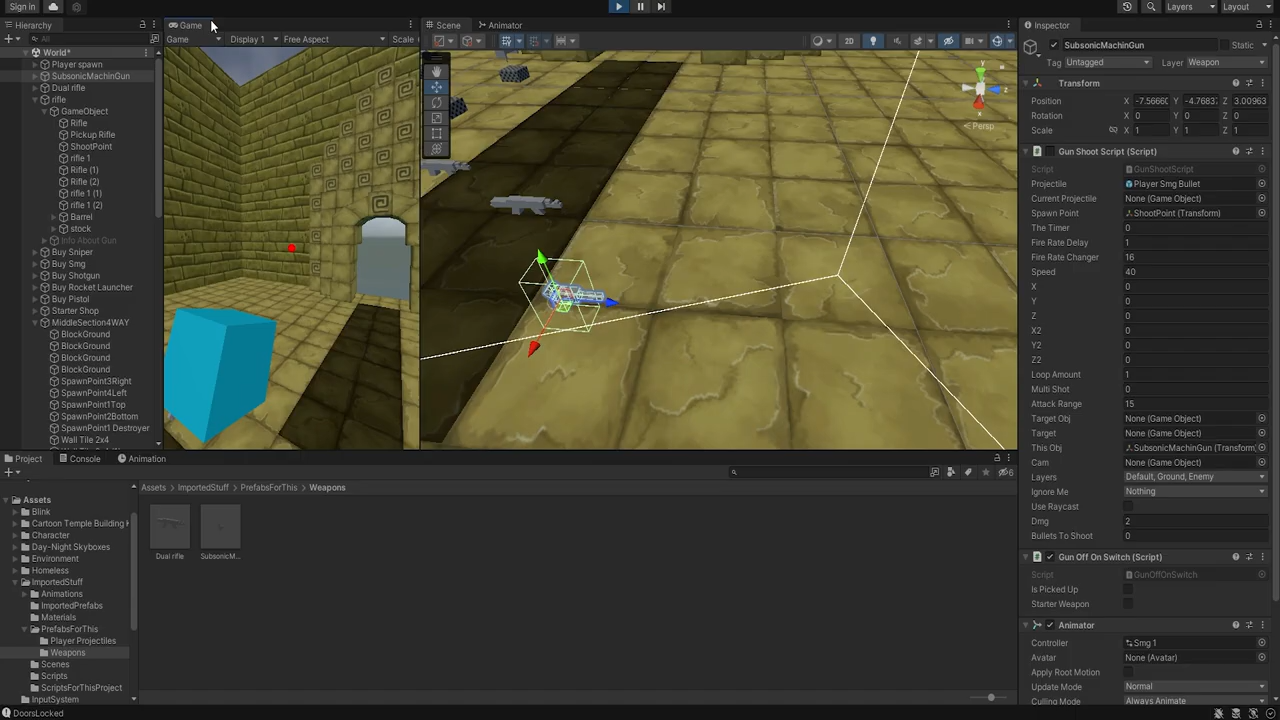 Sign in
Layers
Layout
Hierarchy
Game
Scene
Animator
Inspector
All
Game
Display 1
Free Aspect
Scale
2D
World*
Player spawn
SubsonicMachinGun
Dual rifle
rifle
GameObject
Rifle
Pickup Rifle
ShootPoint
rifle 1
Rifle (1)
Rifle (2)
rifle 1 (1)
rifle 1 (2)
Barrel
stock
Info About Gun
Buy Sniper
Buy Smg
Buy Shotgun
Buy Rocket Launcher
Buy Pistol
Starter Shop
MiddleSection4WAY
BlockGround
BlockGround
BlockGround
BlockGround
SpawnPoint3Right
SpawnPoint4Left
SpawnPoint1Top
SpawnPoint2Bottom
SpawnPoint1 Destroyer
Wall Tile 2x4
y
z
Persp
SubsonicMachinGun
Static
Tag Untagged
Layer Weapon
Transform
Position X -7.5666( Y -4.7683 Z 3.00963
Rotation X 0 Y 0 Z 0
Scale X 1 Y 1 Z 1
Gun Shoot Script (Script)
Script GunShootScript
Projectile Player Smg Bullet
Current Projectile None (Game Object)
Spawn Point ShootPoint (Transform)
The Timer 0
Fire Rate Delay 1
Fire Rate Changer 16
Speed 40
X 0
Y 0
Z 0
X2 0
Y2 0
Z2 0
Loop Amount 1
Multi Shot 0
Attack Range 15
Target Obj None (Game Object)
Target None (Game Object)
This Obj SubsonicMachinGun (Transform)
Cam None (Game Object)
Layers Default, Ground, Enemy
Ignore Me Nothing
Use Raycast
Dmg 2
Bullets To Shoot 0
Gun Off On Switch (Script)
Script GunOffOnSwitch
Is Picked Up
Starter Weapon
Animator
Controller Smg 1
Avatar None (Avatar)
Apply Root Motion
Update Mode Normal
Culling Mode Always Animate
Project
Console
Animation
6
Assets
Blink
Cartoon Temple Building K
Character
Day-Night Skyboxes
Environment
Homeless
ImportedStuff
Animations
ImportedPrefabs
Materials
PrefabsForThis
Player Projectiles
Weapons
Scenes
Scripts
ScriptsForThisProject
InputSystem
Assets > ImportedStuff > PrefabsForThis > Weapons
Dual rifle
SubsonicM...
DoorsLocked